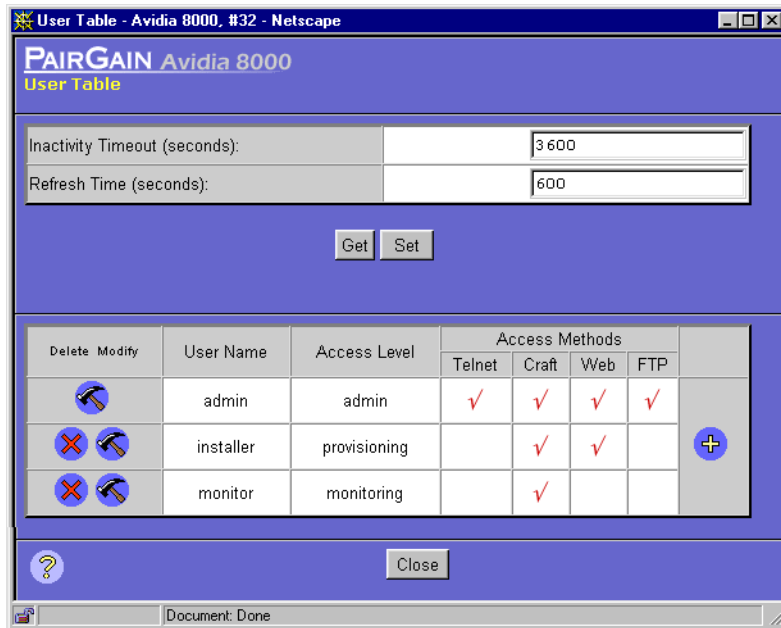 User Table - Avidia 8000, #32 - Netscape
PAIRGAIN Avidia 8000
User Table
Inactivity Timeout (seconds): 3600
Refresh Time (seconds): 600
Get Set
Delete Modify User Name Access Level Access Methods
Telnet Craft Web FTP
admin admin √ √ √ √
installer provisioning √ √
monitor monitoring √
Close
Document: Done